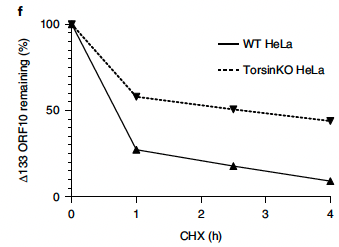 f
Δ133 ORF10 remaining (%)
100
50
0
WT HeLa
TorsinKO HeLa
0 1 2 3 4
CHX (h)